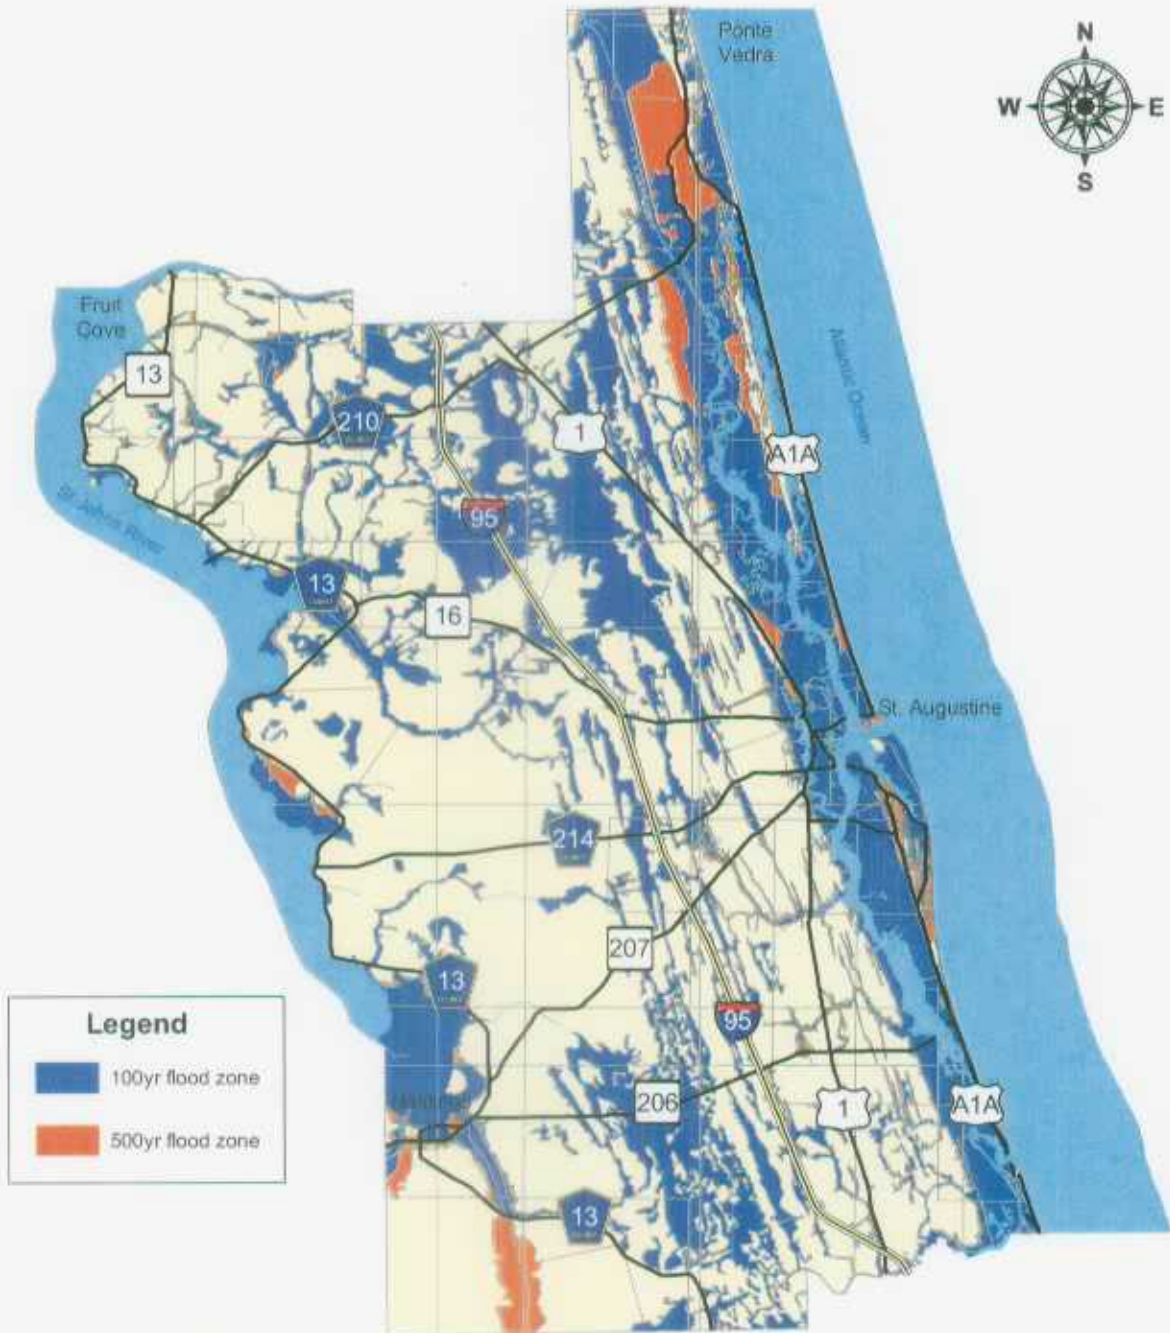 N
W
E
S
Ponte
Vedra
Fruit
Cove
13
210
1
A1A
Atlantic Ocean
St. Johns River
95
13
16
St. Augustine
214
207
13
95
206
1
A1A
13
Legend
100yr flood zone
500yr flood zone